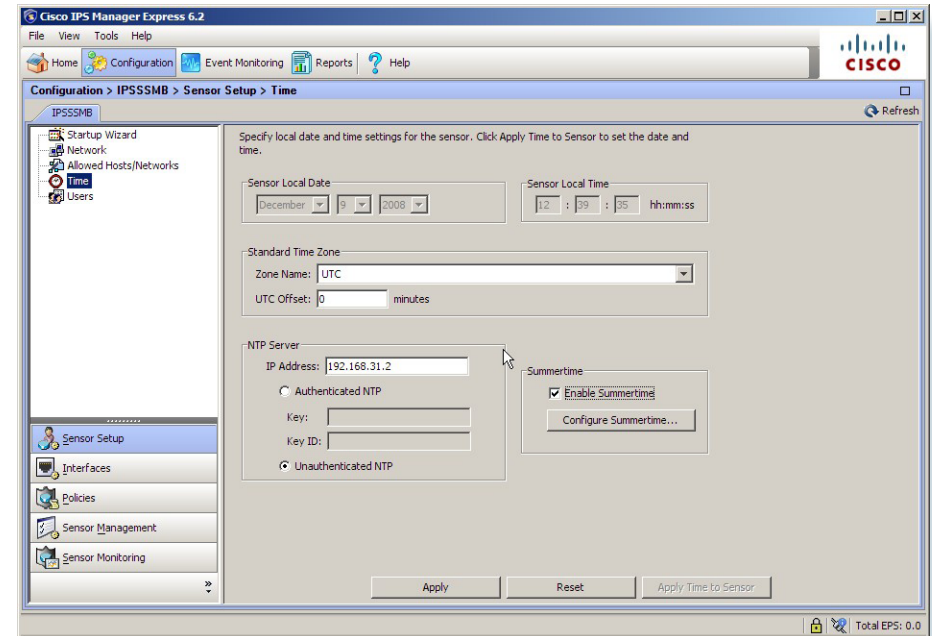 Cisco IPS Manager Express 6.2
File View Tools Help
Home Configuration Event Monitoring Reports Help
CISCO
Configuration > IPSSSMB > Sensor Setup > Time
IPSSSMB
Refresh
Startup Wizard
Network
Allowed Hosts/Networks
Time
Users
Specify local date and time settings for the sensor. Click Apply Time to Sensor to set the date and
time.
Sensor Local Date
December 9 2008
Sensor Local Time
12 : 39 : 35 hh:mm:ss
Standard Time Zone
Zone Name: UTC
UTC Offset: 0 minutes
NTP Server
IP Address: 192.168.31.2
Authenticated NTP
Key:
Key ID:
Unauthenticated NTP
Summertime
Enable Summertime
Configure Summertime...
Sensor Setup
Interfaces
Policies
Sensor Management
Sensor Monitoring
Apply Reset Apply Time to Sensor
Total EPS: 0.0